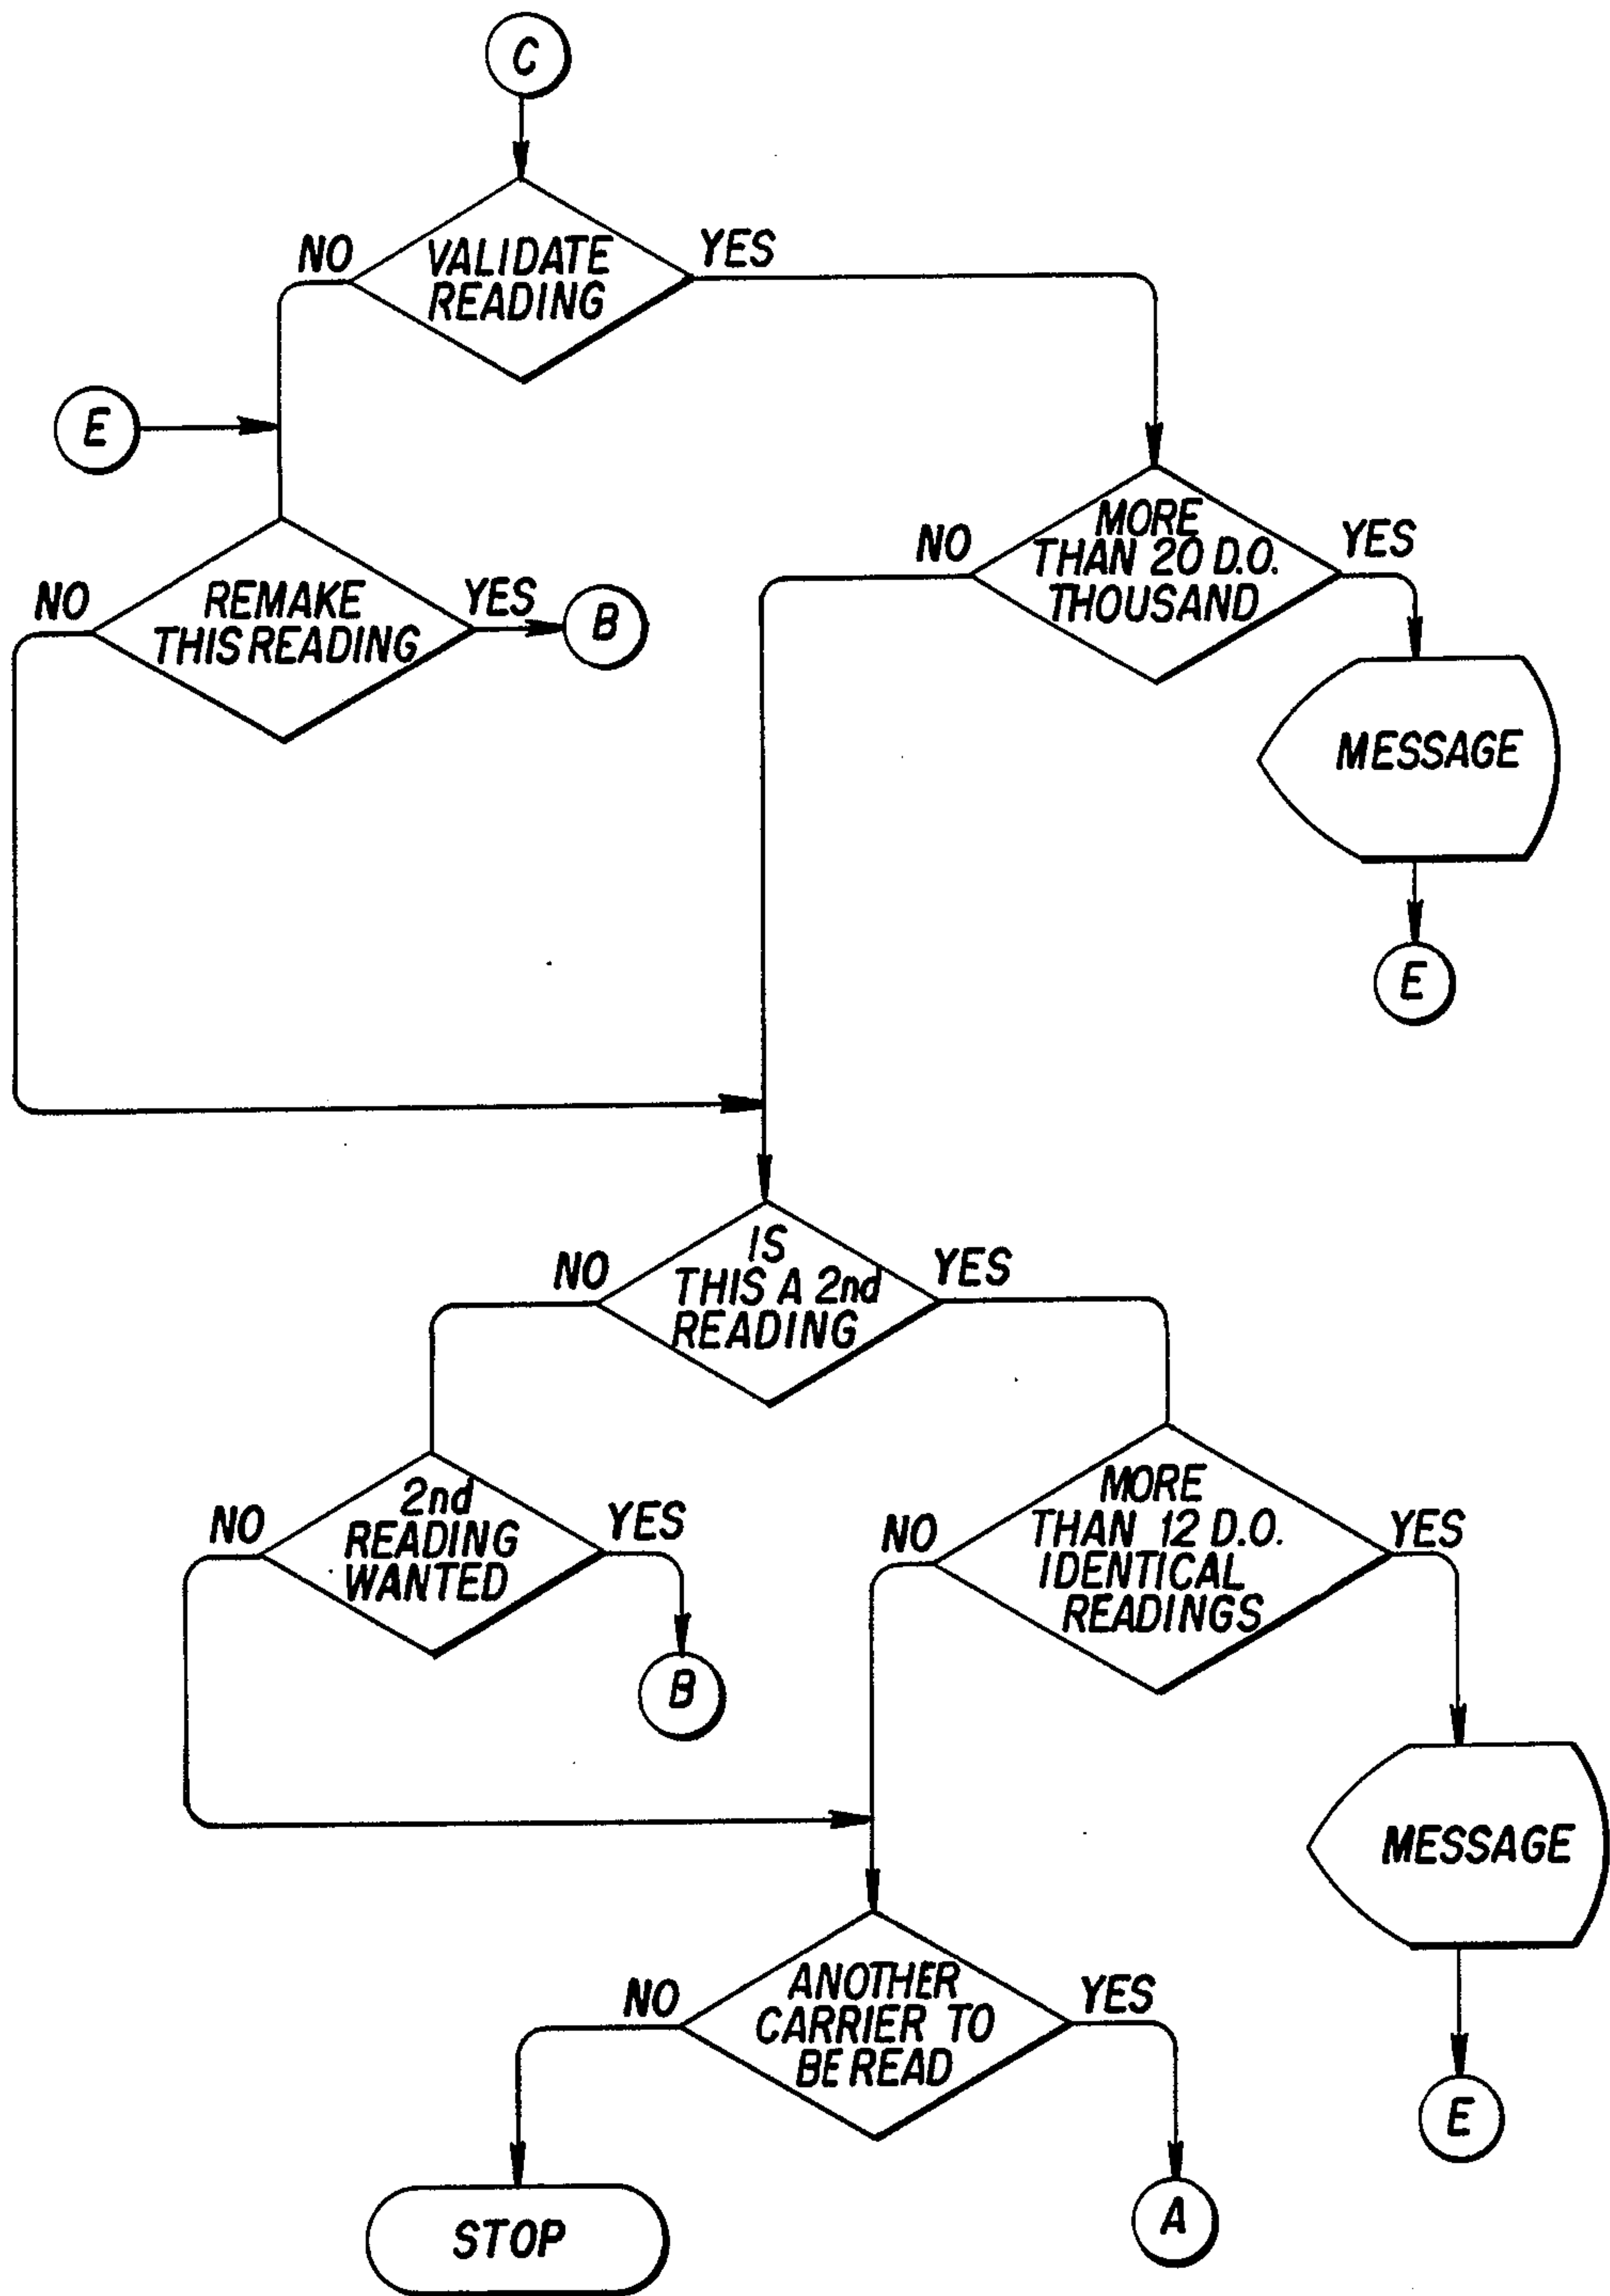 C
NO
VALIDATE
READING
YES
E
NO
REMAKE
THIS READING
YES
B
NO
MORE
THAN 20 D.O.
THOUSAND
YES
MESSAGE
E
NO
IS
THIS A 2nd
READING
YES
NO
2nd
READING
WANTED
YES
B
NO
MORE
THAN 12 D.O.
IDENTICAL
READINGS
YES
MESSAGE
E
NO
ANOTHER
CARRIER TO
BE READ
YES
STOP
A